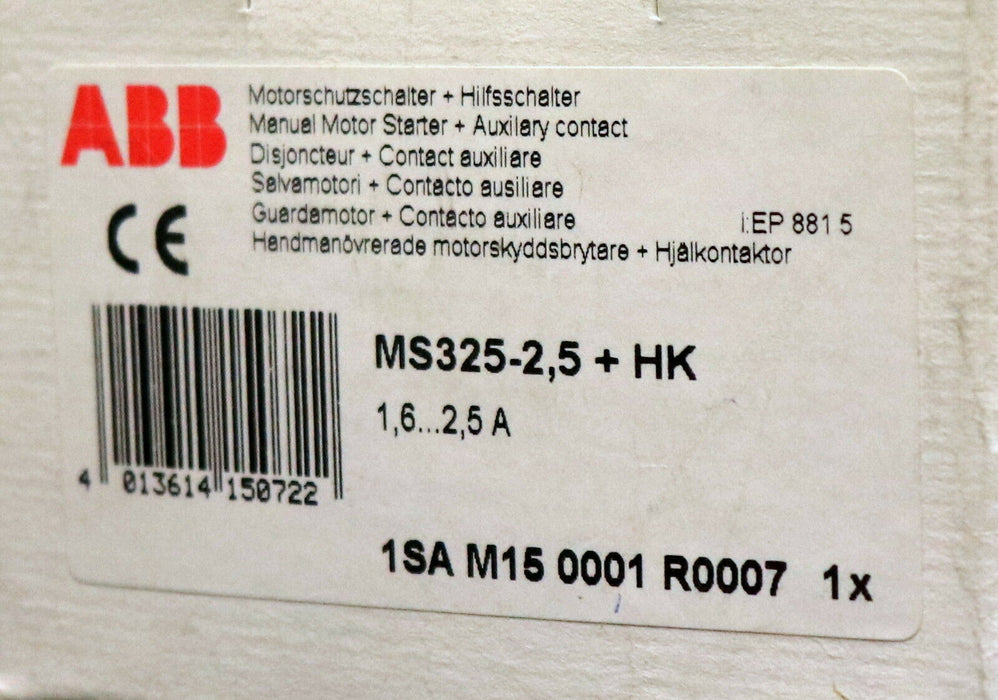 ABB
Motorschutzschalter + Hilfsschalter
Manual Motor Starter + Auxilary contact
Disjoncteur + Contact auxiliare
Salvamotori + Contacto ausiliare
Guardamotor + Contacto auxiliare
i:EP 881 5
Handmanövrerade motorskyddsbrytare + Hjälkontaktor
CE
MS325-2,5 + HK
1,6...2,5 A
4 013614 150722
1SA M15 0001 R0007 1x